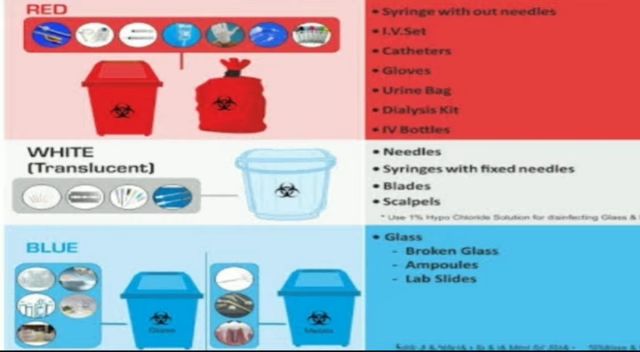 RED
• Syringe with out needles
• I.V.Set
• Catheters
• Gloves
• Urine Bag
• Dialysis Kit
• IV Bottles
WHITE
(Translucent)
• Needles
• Syringes with fixed needles
• Blades
• Scalpels
* Use 1% Hypo Chloride Solution for disinfecting Glass &
BLUE
• Glass
- Broken Glass
- Ampoules
- Lab Slides
Glass
Metals